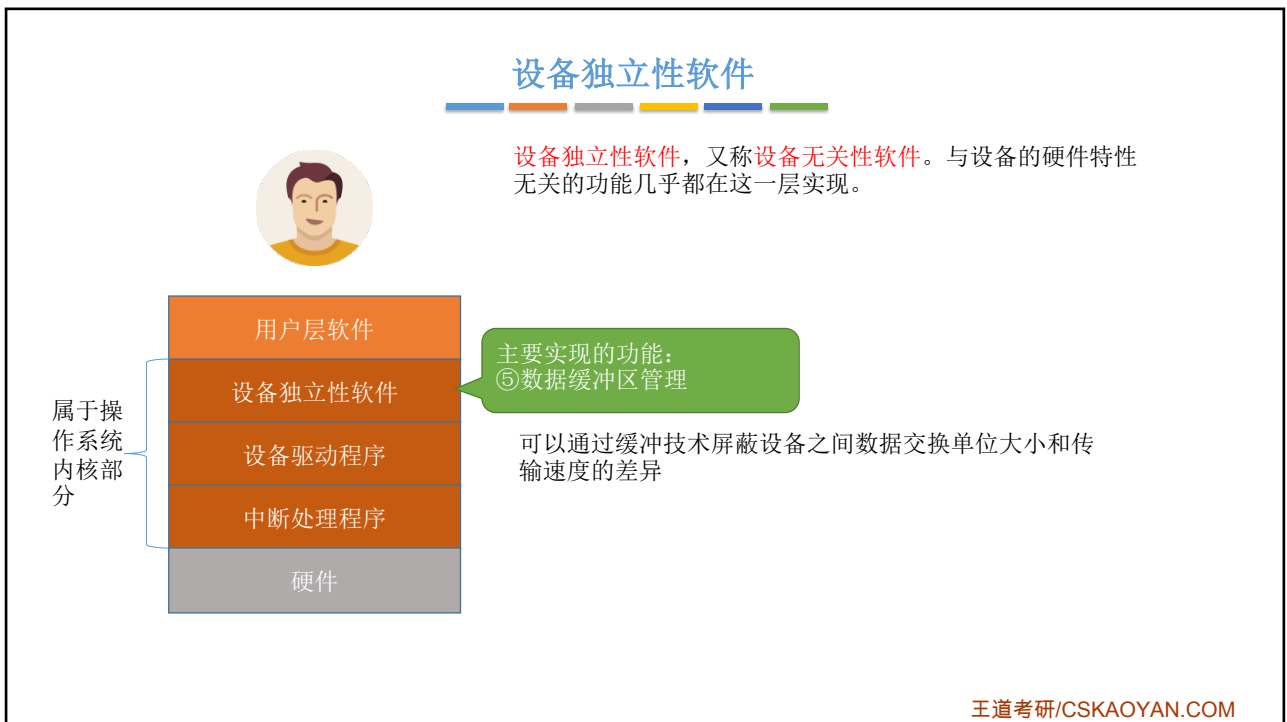 设备独立性软件
设备独立性软件，又称设备无关性软件。与设备的硬件特性
无关的功能几乎都在这一层实现。
用户层软件
主要实现的功能：
⑤数据缓冲区管理
设备独立性软件
属于操
作系统
内核部
分
可以通过缓冲技术屏蔽设备之间数据交换单位大小和传
输速度的差异
设备驱动程序
中断处理程序
硬件
王道考研/CSKAOYAN.COM